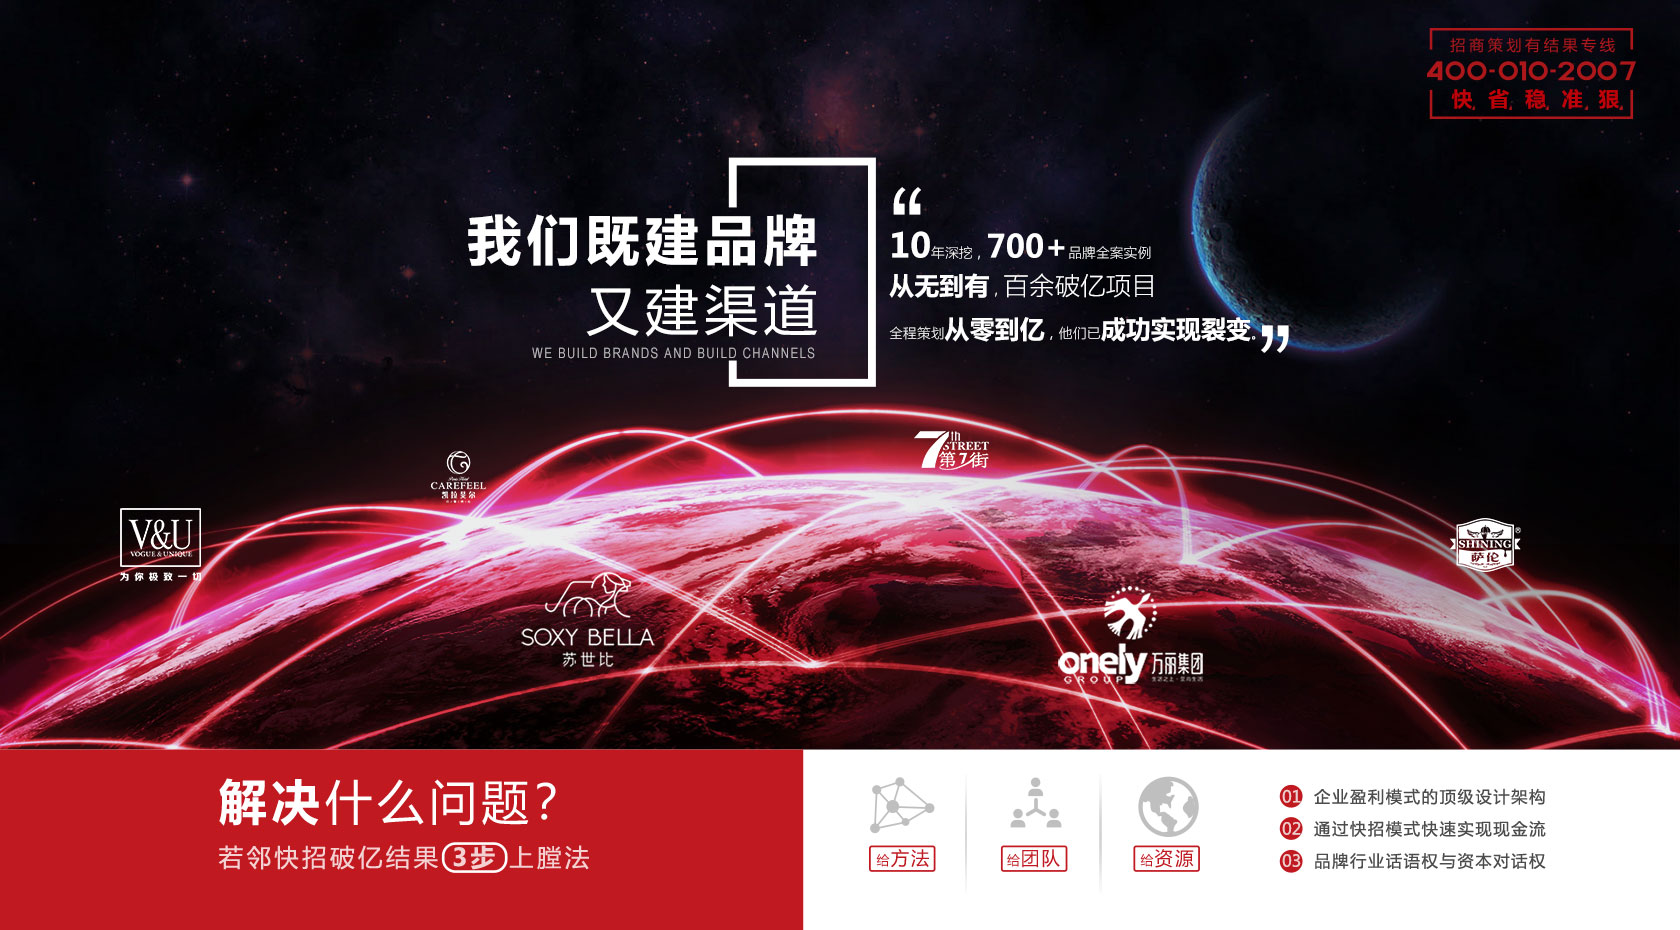 招商策划有结果专线
400-010-2007
快.省.稳.准.狠.
我们既建品牌
又建渠道
WE BUILD BRANDS AND BUILD CHANNELS
“
10年深挖，700+品牌全案实例
从无到有，百余破亿项目
全程策划从零到亿，他们已成功实现裂变。”
7th STREET
第7街
CAREFEEL
凯拉斐尔
V&U
VOGUE & UNIQUE
为你极致一切
SHINING
萨伦
SOXY BELLA
苏世比
onely 万丽集团
GROUP
解决什么问题？
若邻快招破亿结果3步上膛法
给方法
给团队
给资源
01 企业盈利模式的顶级设计架构
02 通过快招模式快速实现现金流
03 品牌行业话语权与资本对话权